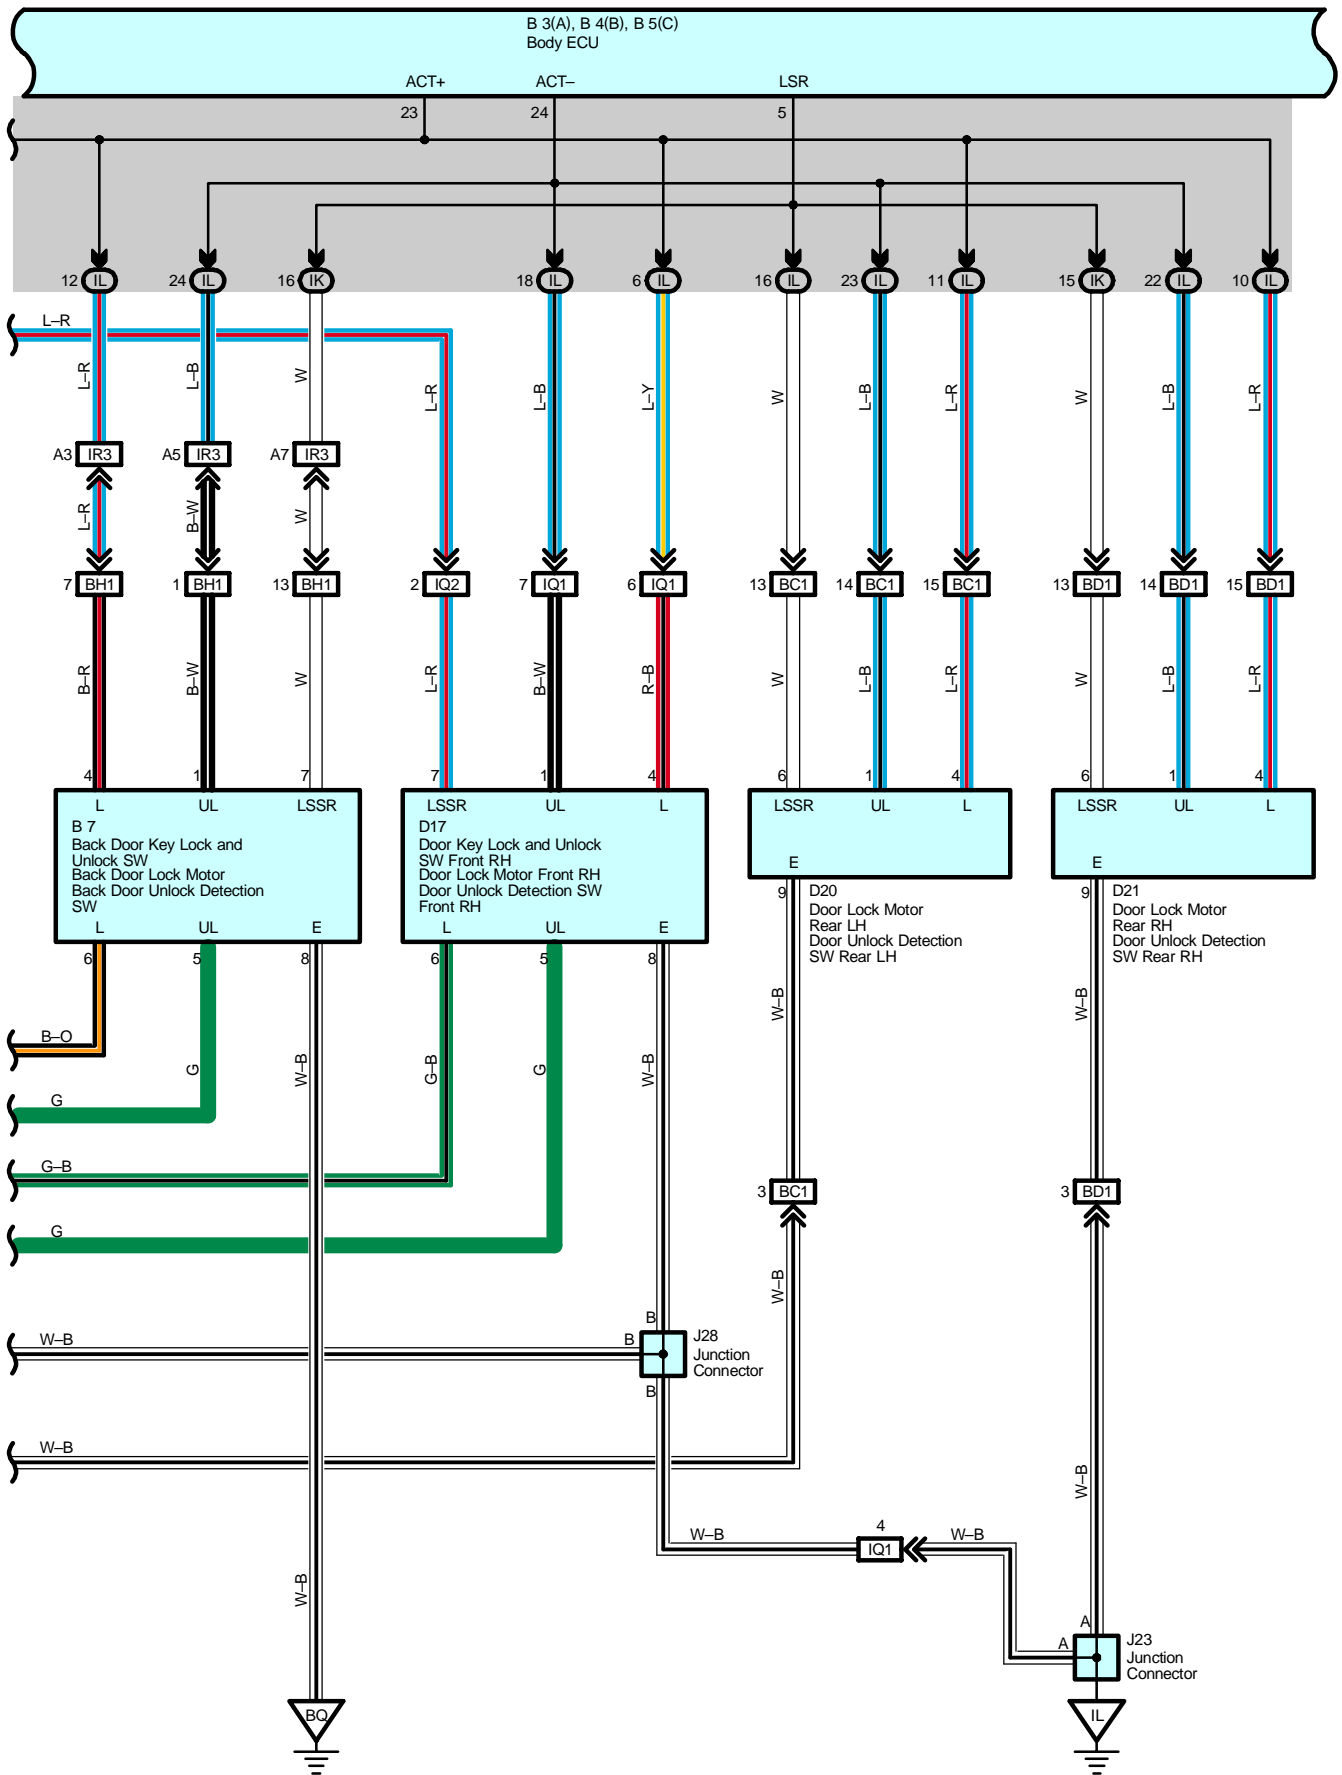 B 3(A), B 4(B), B 5(C)
Body ECU
ACT+ ACT– LSR
23 24 5
12 IL 24 IL 16 IK 18 IL 6 IL 16 IL 23 IL 11 IL 15 IK 22 IL 10 IL
L–R
L–R L–B W L–R L–B L–Y W L–B L–R W L–B L–R
A3 IR3 A5 IR3 A7 IR3
L–R B–W W
7 BH1 1 BH1 13 BH1 2 IQ2 7 IQ1 6 IQ1 13 BC1 14 BC1 15 BC1 13 BD1 14 BD1 15 BD1
B–R B–W W L–R B–W R–B W L–B L–R W L–B L–R
4 1 7 7 1 4 6 1 4 6 1 4
L UL LSSR LSSR UL L LSSR UL L LSSR UL L
B 7
Back Door Key Lock and
Unlock SW
Back Door Lock Motor
Back Door Unlock Detection
SW
L UL E
D17
Door Key Lock and Unlock
SW Front RH
Door Lock Motor Front RH
Door Unlock Detection SW
Front RH
L UL E
E
9 D20
Door Lock Motor
Rear LH
Door Unlock Detection
SW Rear LH
E
9 D21
Door Lock Motor
Rear RH
Door Unlock Detection
SW Rear RH
6 5 8 6 5 8
W–B W–B
B–O
G W–B G–B G W–B
G
G–B
3 BC1 3 BD1
G
W–B
B
W–B B
J28
Junction
Connector
B
W–B
W–B
4
W–B IQ1 W–B
W–B
A
A
J23
Junction
Connector
BQ IL